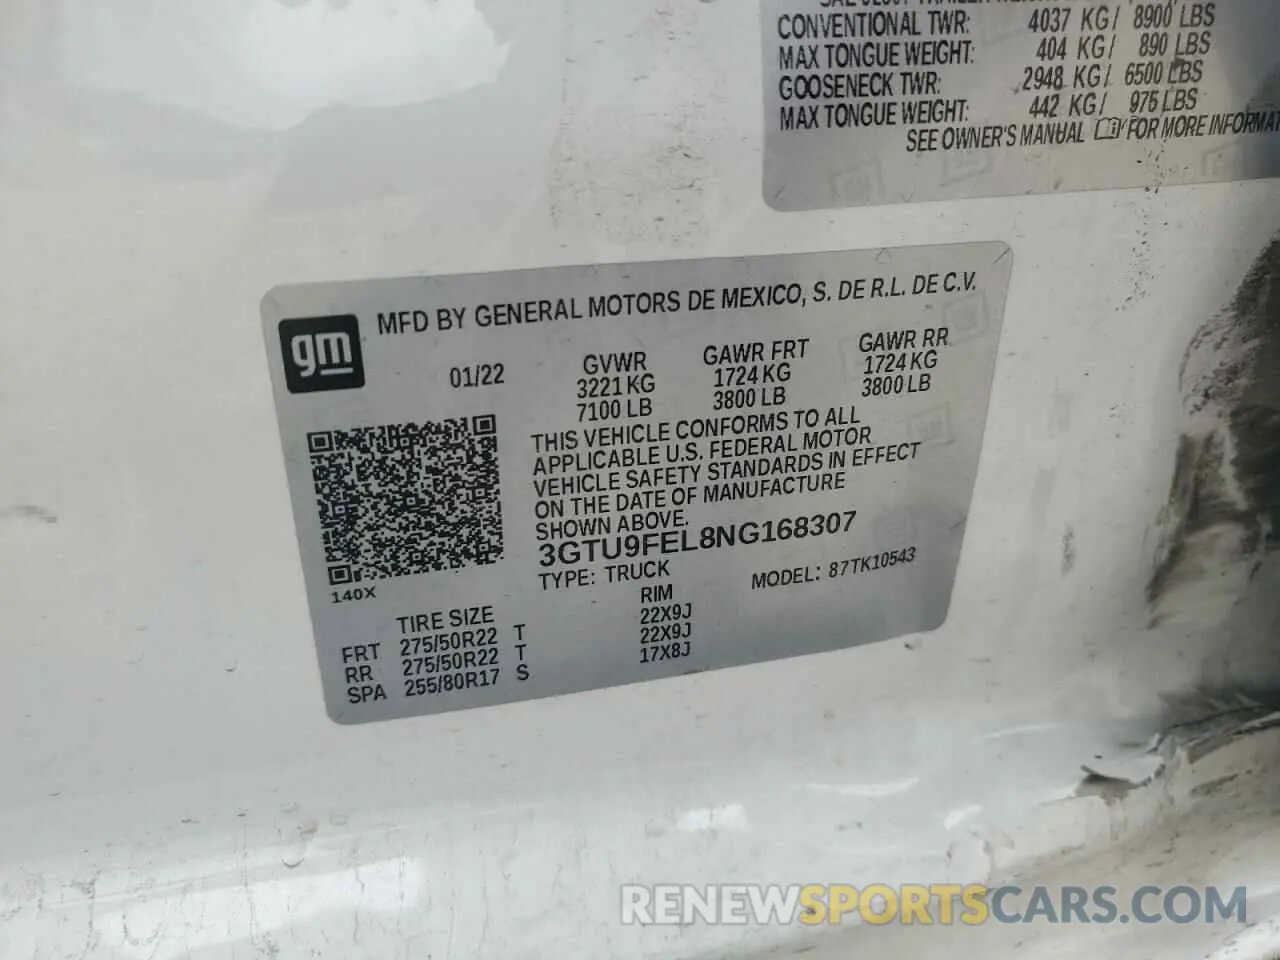 CONVENTIONAL TWR: 4037 KG/ 8900 LBS
MAX TONGUE WEIGHT: 404 KG/ 890 LBS
GOOSENECK TWR: 2948 KG/ 6500 LBS
MAX TONGUE WEIGHT: 442 KG/ 975 LBS
SEE OWNER'S MANUAL FOR MORE
gm
MFD BY GENERAL MOTORS DE MEXICO, S. DE R.L. DE C.V.
01/22 GVWR GAWR FRT GAWR RR
3221 KG 1724 KG 1724 KG
7100 LB 3800 LB 3800 LB
THIS VEHICLE CONFORMS TO ALL
APPLICABLE U.S. FEDERAL MOTOR
VEHICLE SAFETY STANDARDS IN EFFECT
ON THE DATE OF MANUFACTURE
SHOWN ABOVE.
3GTU9FEL8NG168307
TYPE: TRUCK MODEL: 87TK10543
140X
TIRE SIZE RIM
FRT 275/50R22 T 22X9J
RR 275/50R22 T 22X9J
SPA 255/80R17 S 17X8J
RENEWSPORTSCARS.COM